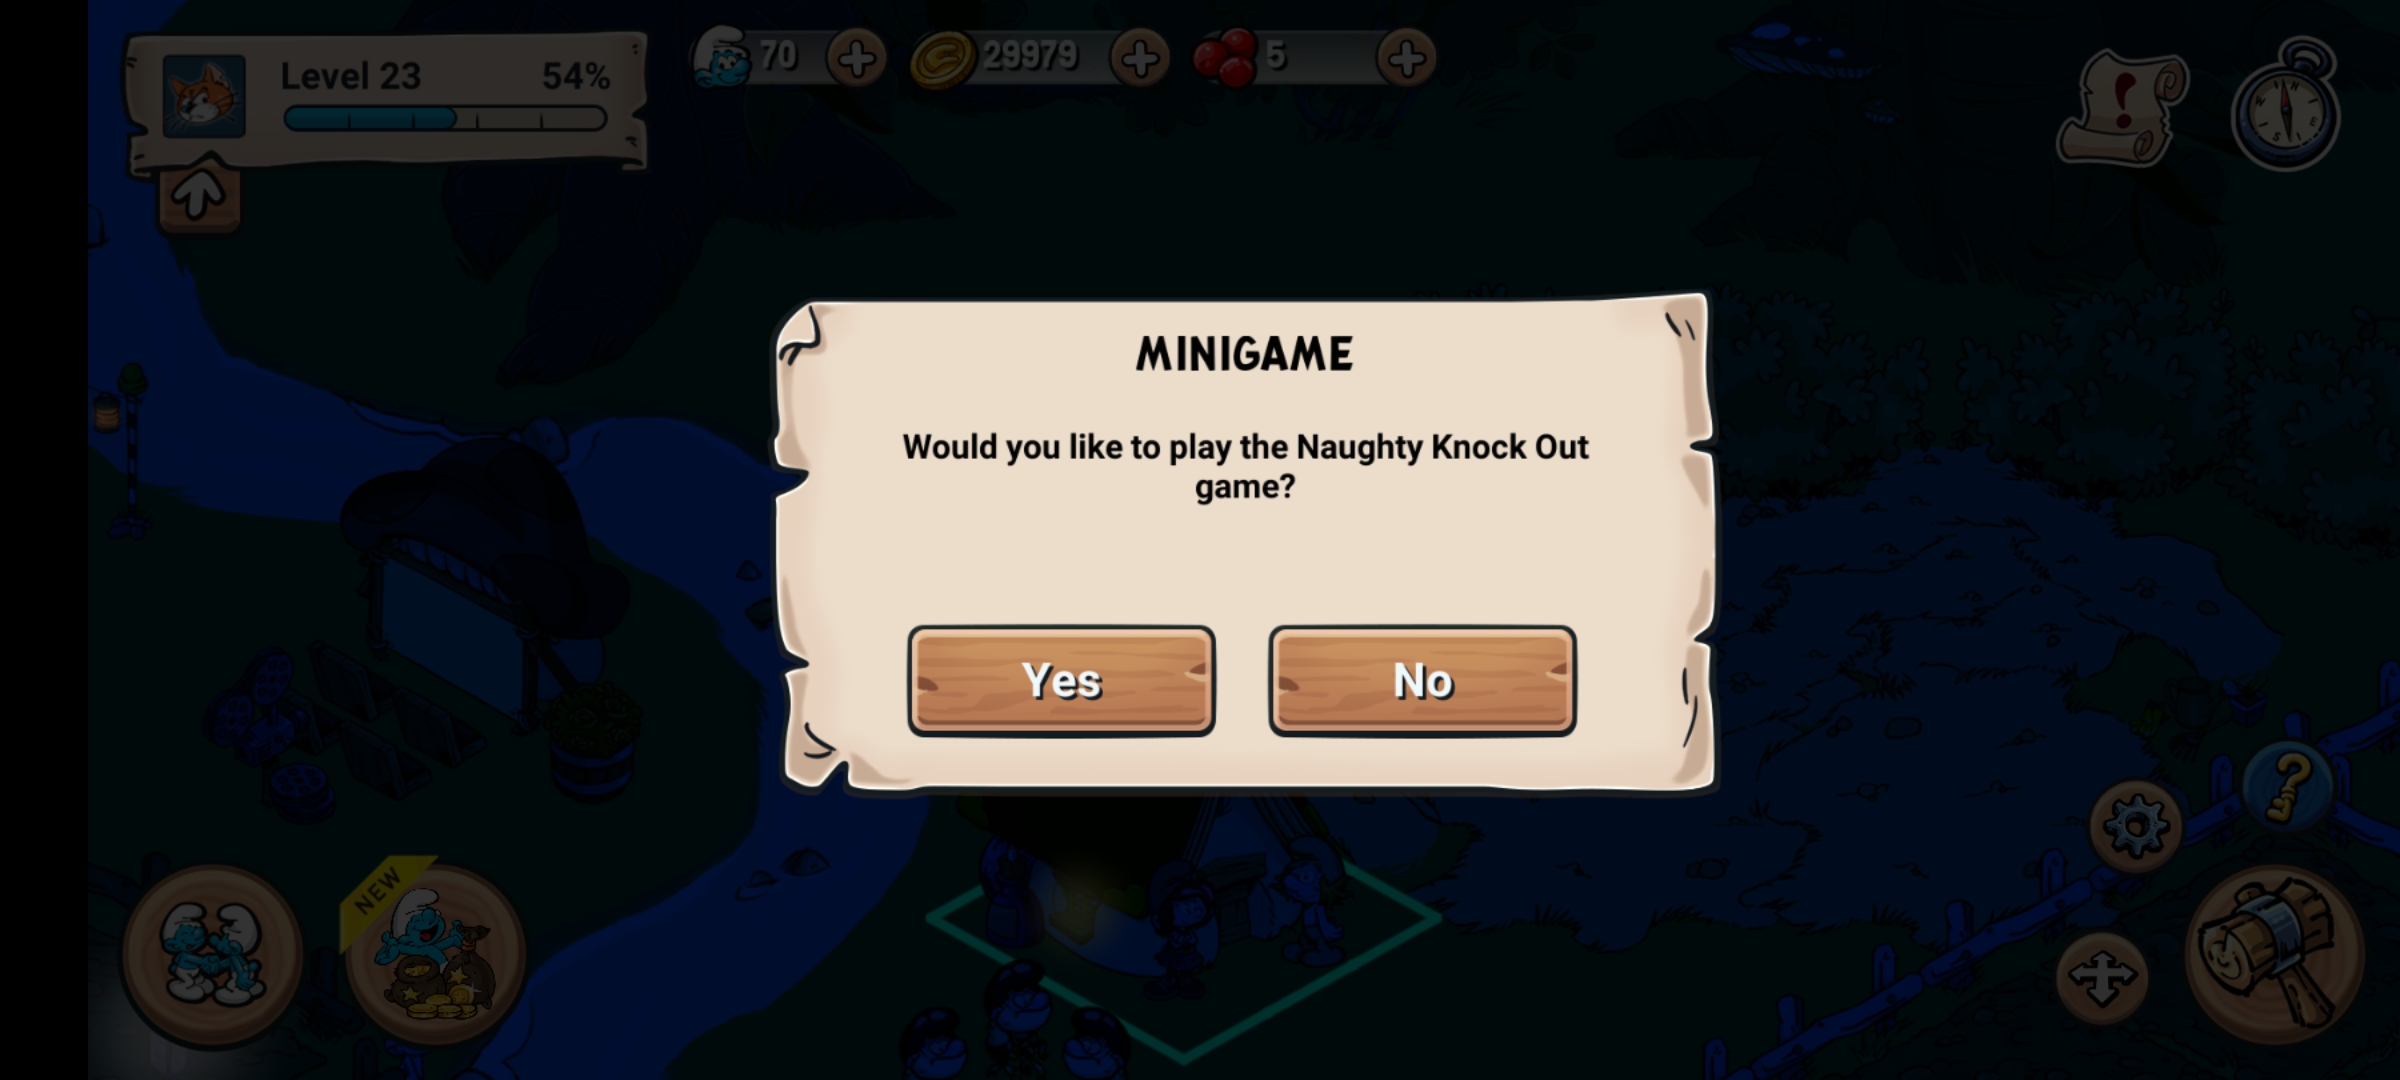 Level 23 54%
70
29979
5
MINIGAME
Would you like to play the Naughty Knock Out
game?
Yes
No
NEW